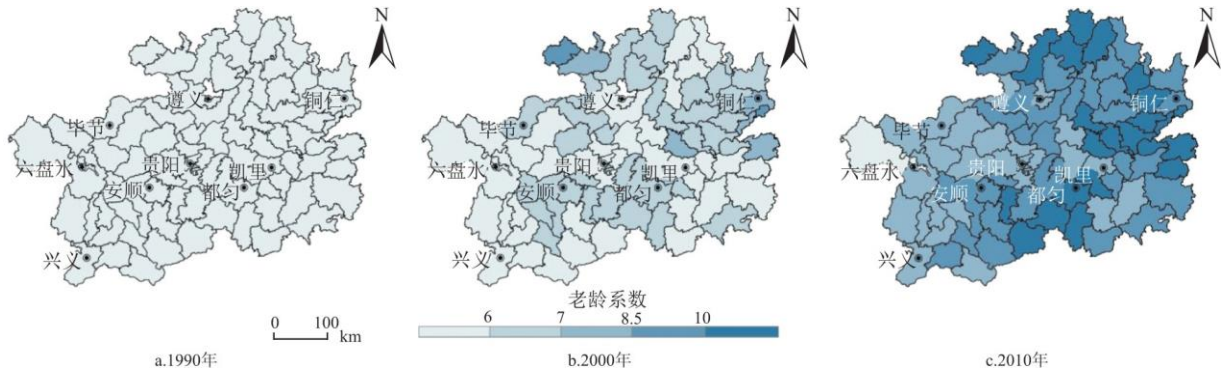 N
遵义
铜仁
毕节
六盘水
贵阳
凯里
安顺
都匀
兴义
0 100
km
a.1990年
N
遵义
铜仁
毕节
六盘水
贵阳
凯里
安顺
都匀
兴义
老龄系数
6 7 8.5 10
b.2000年
N
遵义
铜仁
毕节
六盘水
贵阳
凯里
安顺
都匀
兴义
c.2010年